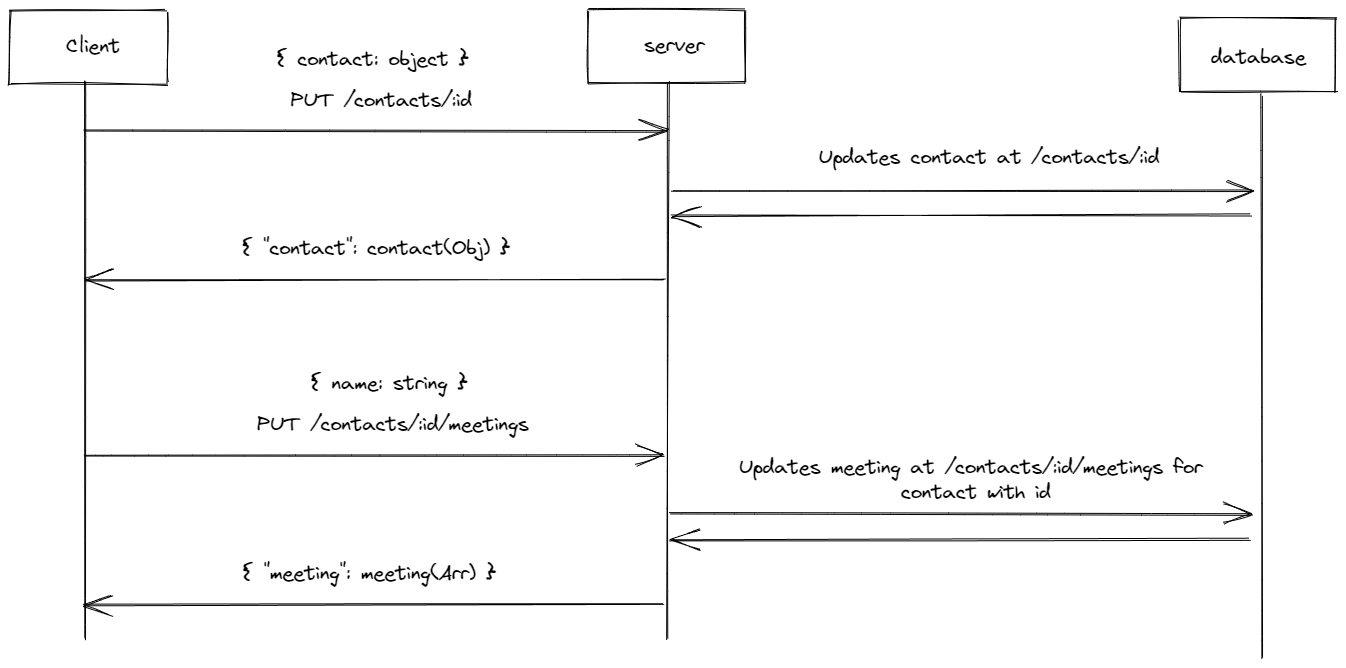 client
server
database
{ contact: object }
PUT /contacts/:id
Updates contact at /contacts/:id
{ "contact": contact(Obj) }
{ name: string }
PUT /contacts/:id/meetings
Updates meeting at /contacts/:id/meetings for
contact with id
{ "meeting": meeting(Arr) }